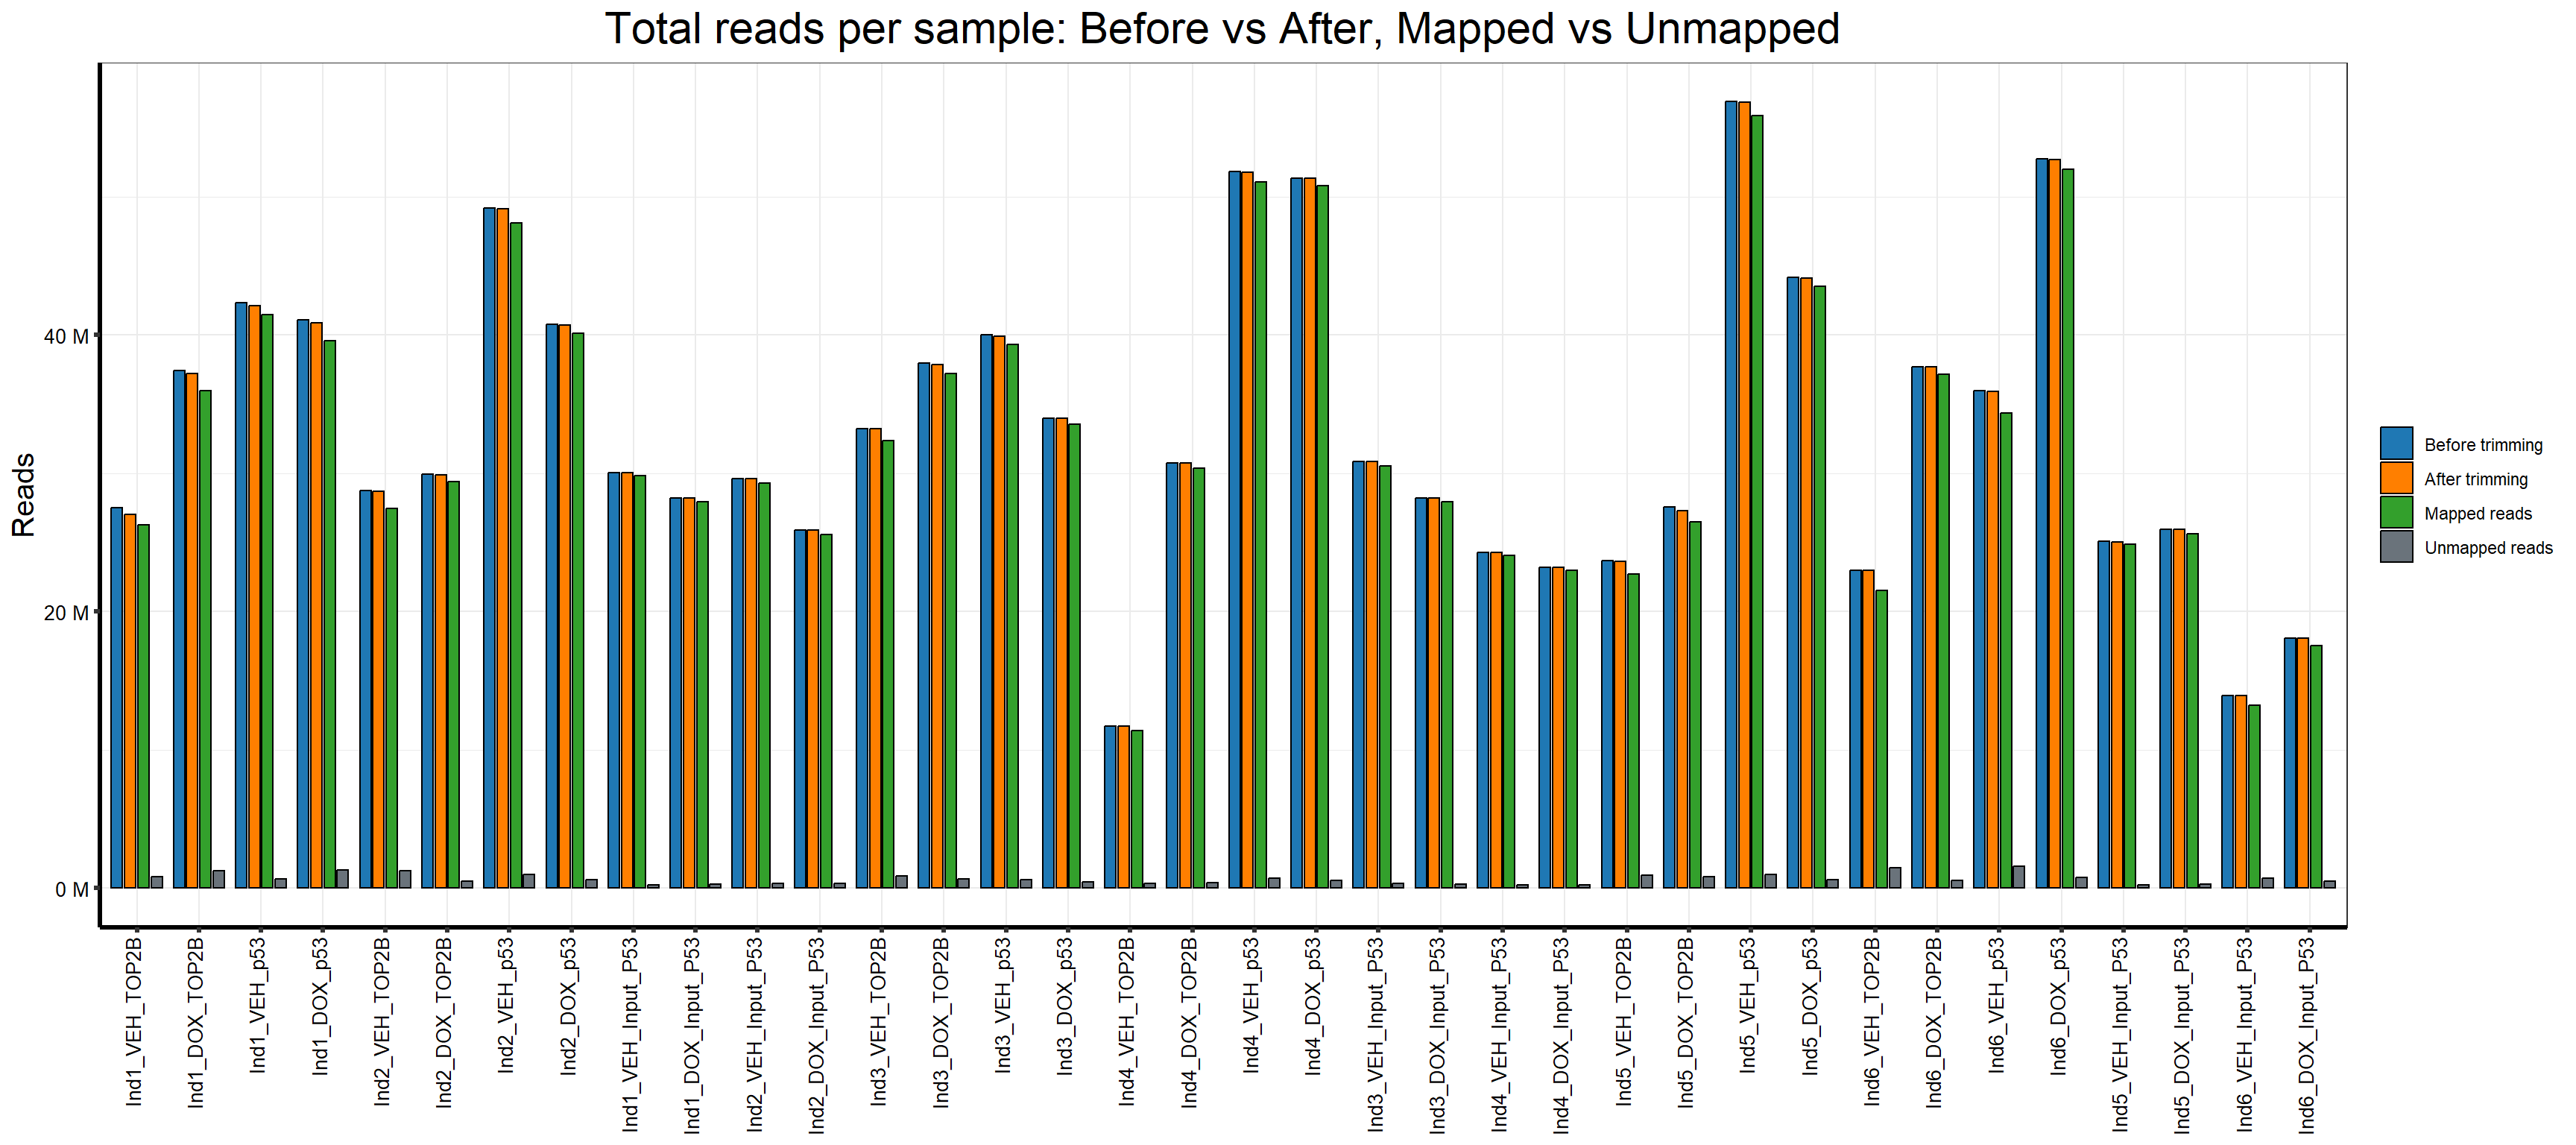 Total reads per sample: Before vs After, Mapped vs Unmapped
Reads
40 M
20 M
0 M
Ind1_VEH_TOP2B
Ind1_DOX_TOP2B
Ind1_VEH_p53
Ind1_DOX_p53
Ind2_VEH_TOP2B
Ind2_DOX_TOP2B
Ind2_VEH_p53
Ind2_DOX_p53
Ind1_VEH_Input_P53
Ind1_DOX_Input_P53
Ind2_VEH_Input_P53
Ind2_DOX_Input_P53
Ind3_VEH_TOP2B
Ind3_DOX_TOP2B
Ind3_VEH_p53
Ind3_DOX_p53
Ind4_VEH_TOP2B
Ind4_DOX_TOP2B
Ind4_VEH_p53
Ind4_DOX_p53
Ind3_VEH_Input_P53
Ind3_DOX_Input_P53
Ind4_VEH_Input_P53
Ind4_DOX_Input_P53
Ind5_VEH_TOP2B
Ind5_DOX_TOP2B
Ind5_VEH_p53
Ind5_DOX_p53
Ind6_VEH_TOP2B
Ind6_DOX_TOP2B
Ind6_VEH_p53
Ind6_DOX_p53
Ind5_VEH_Input_P53
Ind5_DOX_Input_P53
Ind6_VEH_Input_P53
Ind6_DOX_Input_P53
Before trimming
After trimming
Mapped reads
Unmapped reads